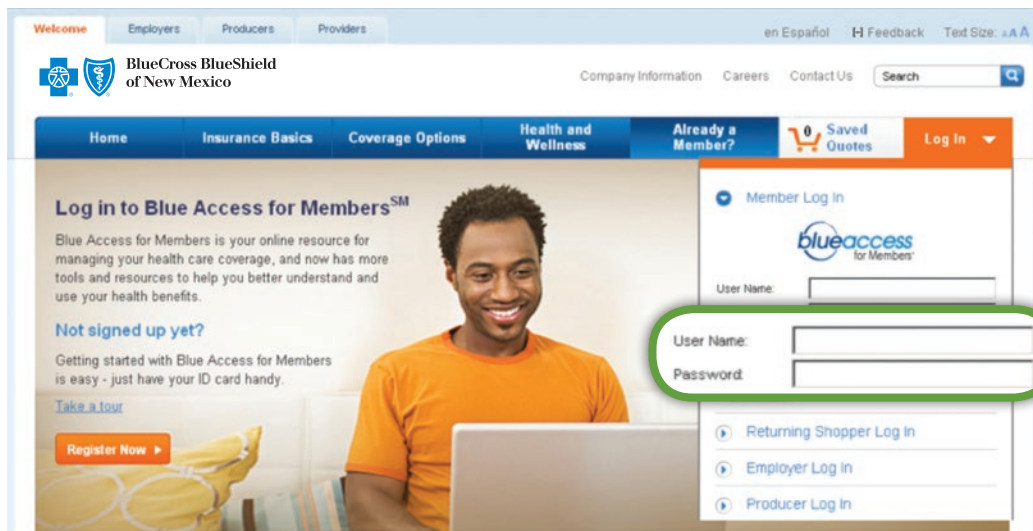 Welcome Employers Producers Providers
en Español [-] Feedback Text Size: A A A
BlueCross BlueShield
of New Mexico
Company Information Careers Contact Us Search
Home Insurance Basics Coverage Options Health and Wellness Already a Member? 0 Saved Quotes Log In
Log in to Blue Access for Members℠
Blue Access for Members is your online resource for
managing your health care coverage, and now has more
tools and resources to help you better understand and
use your health benefits.
Not signed up yet?
Getting started with Blue Access for Members
is easy - just have your ID card handy.
Take a tour
Register Now
Member Log In
blueaccess
for Members
User Name:
User Name:
Password:
Returning Shopper Log In
Employer Log In
Producer Log In